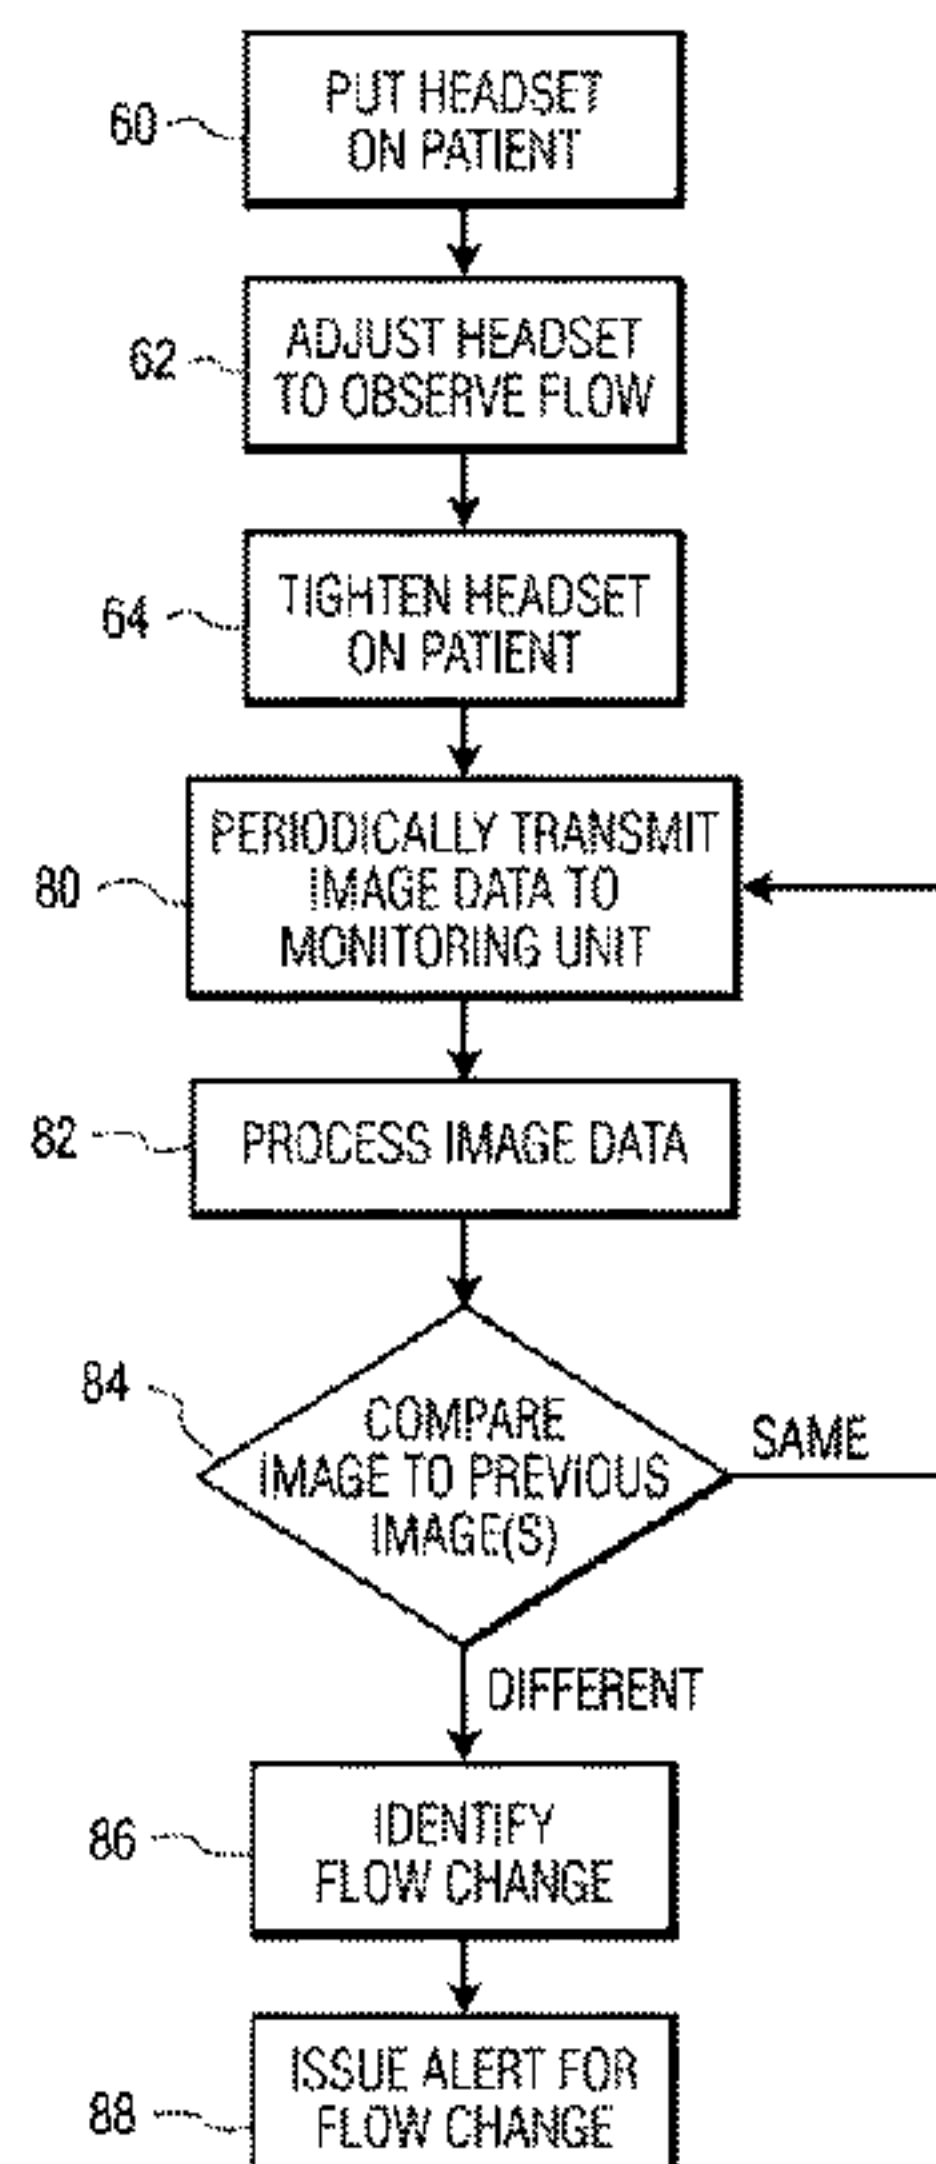 60
PUT HEADSET
ON PATIENT
62
ADJUST HEADSET
TO OBSERVE FLOW
64
TIGHTEN HEADSET
ON PATIENT
80
PERIODICALLY TRANSMIT
IMAGE DATA TO
MONITORING UNIT
82
PROCESS IMAGE DATA
84
COMPARE
IMAGE TO PREVIOUS
IMAGE(S)
SAME
DIFFERENT
86
IDENTIFY
FLOW CHANGE
88
ISSUE ALERT FOR
FLOW CHANGE